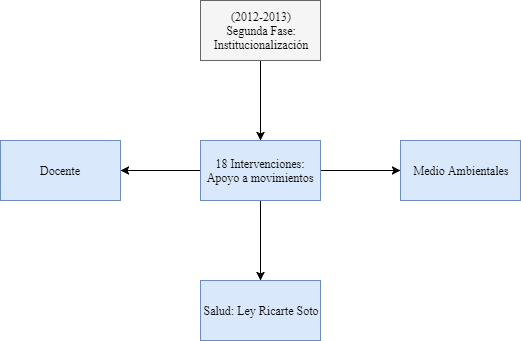 (2012-2013)
Segunda Fase:
Institucionalización
18 Intervenciones:
Apoyo a movimientos
Docente
Medio Ambientales
Salud: Ley Ricarte Soto